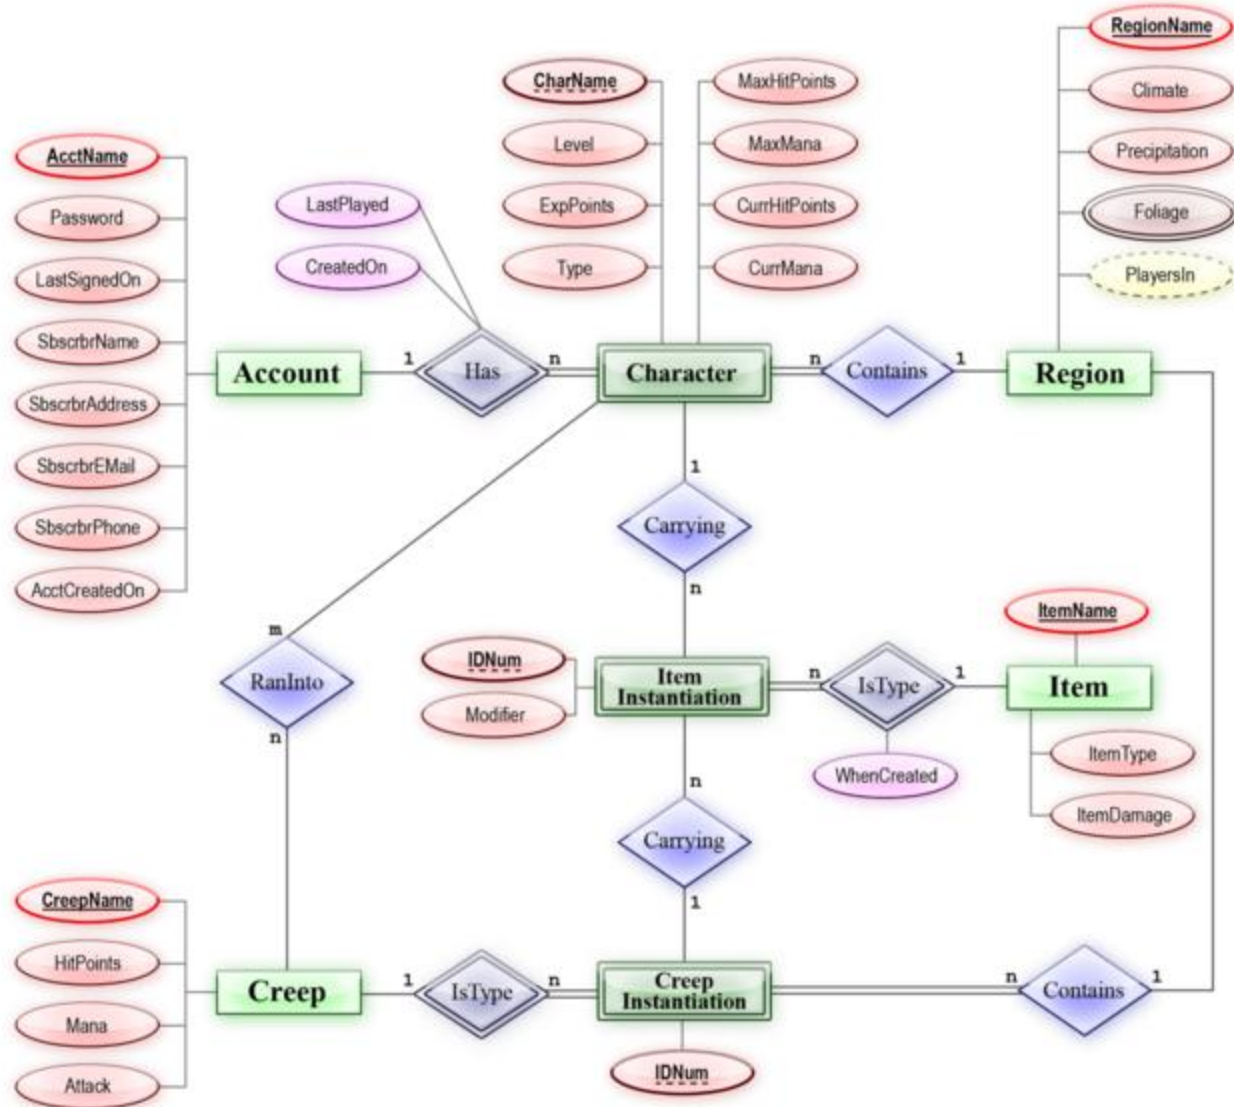 RegionName
CharName
MaxHitPoints
Climate
AcctName
Level
MaxMana
Precipitation
Password
LastPlayed
ExpPoints
CurrHitPoints
Foliage
LastSignedOn
CreatedOn
Type
CurrMana
PlayersIn
SbscrbrName
Account
1
Has
n
Character
n
Contains
1
Region
SbscrbrAddress
SbscrbrEMail
1
Carrying
SbscrbrPhone
AcctCreatedOn
n
ItemName
m
RanInto
n
IDNum
Modifier
Item
Instantiation
n
IsType
1
Item
WhenCreated
ItemType
ItemDamage
n
Carrying
1
CreepName
HitPoints
Mana
Attack
Creep
1
IsType
n
Creep
Instantiation
n
Contains
1
IDNum